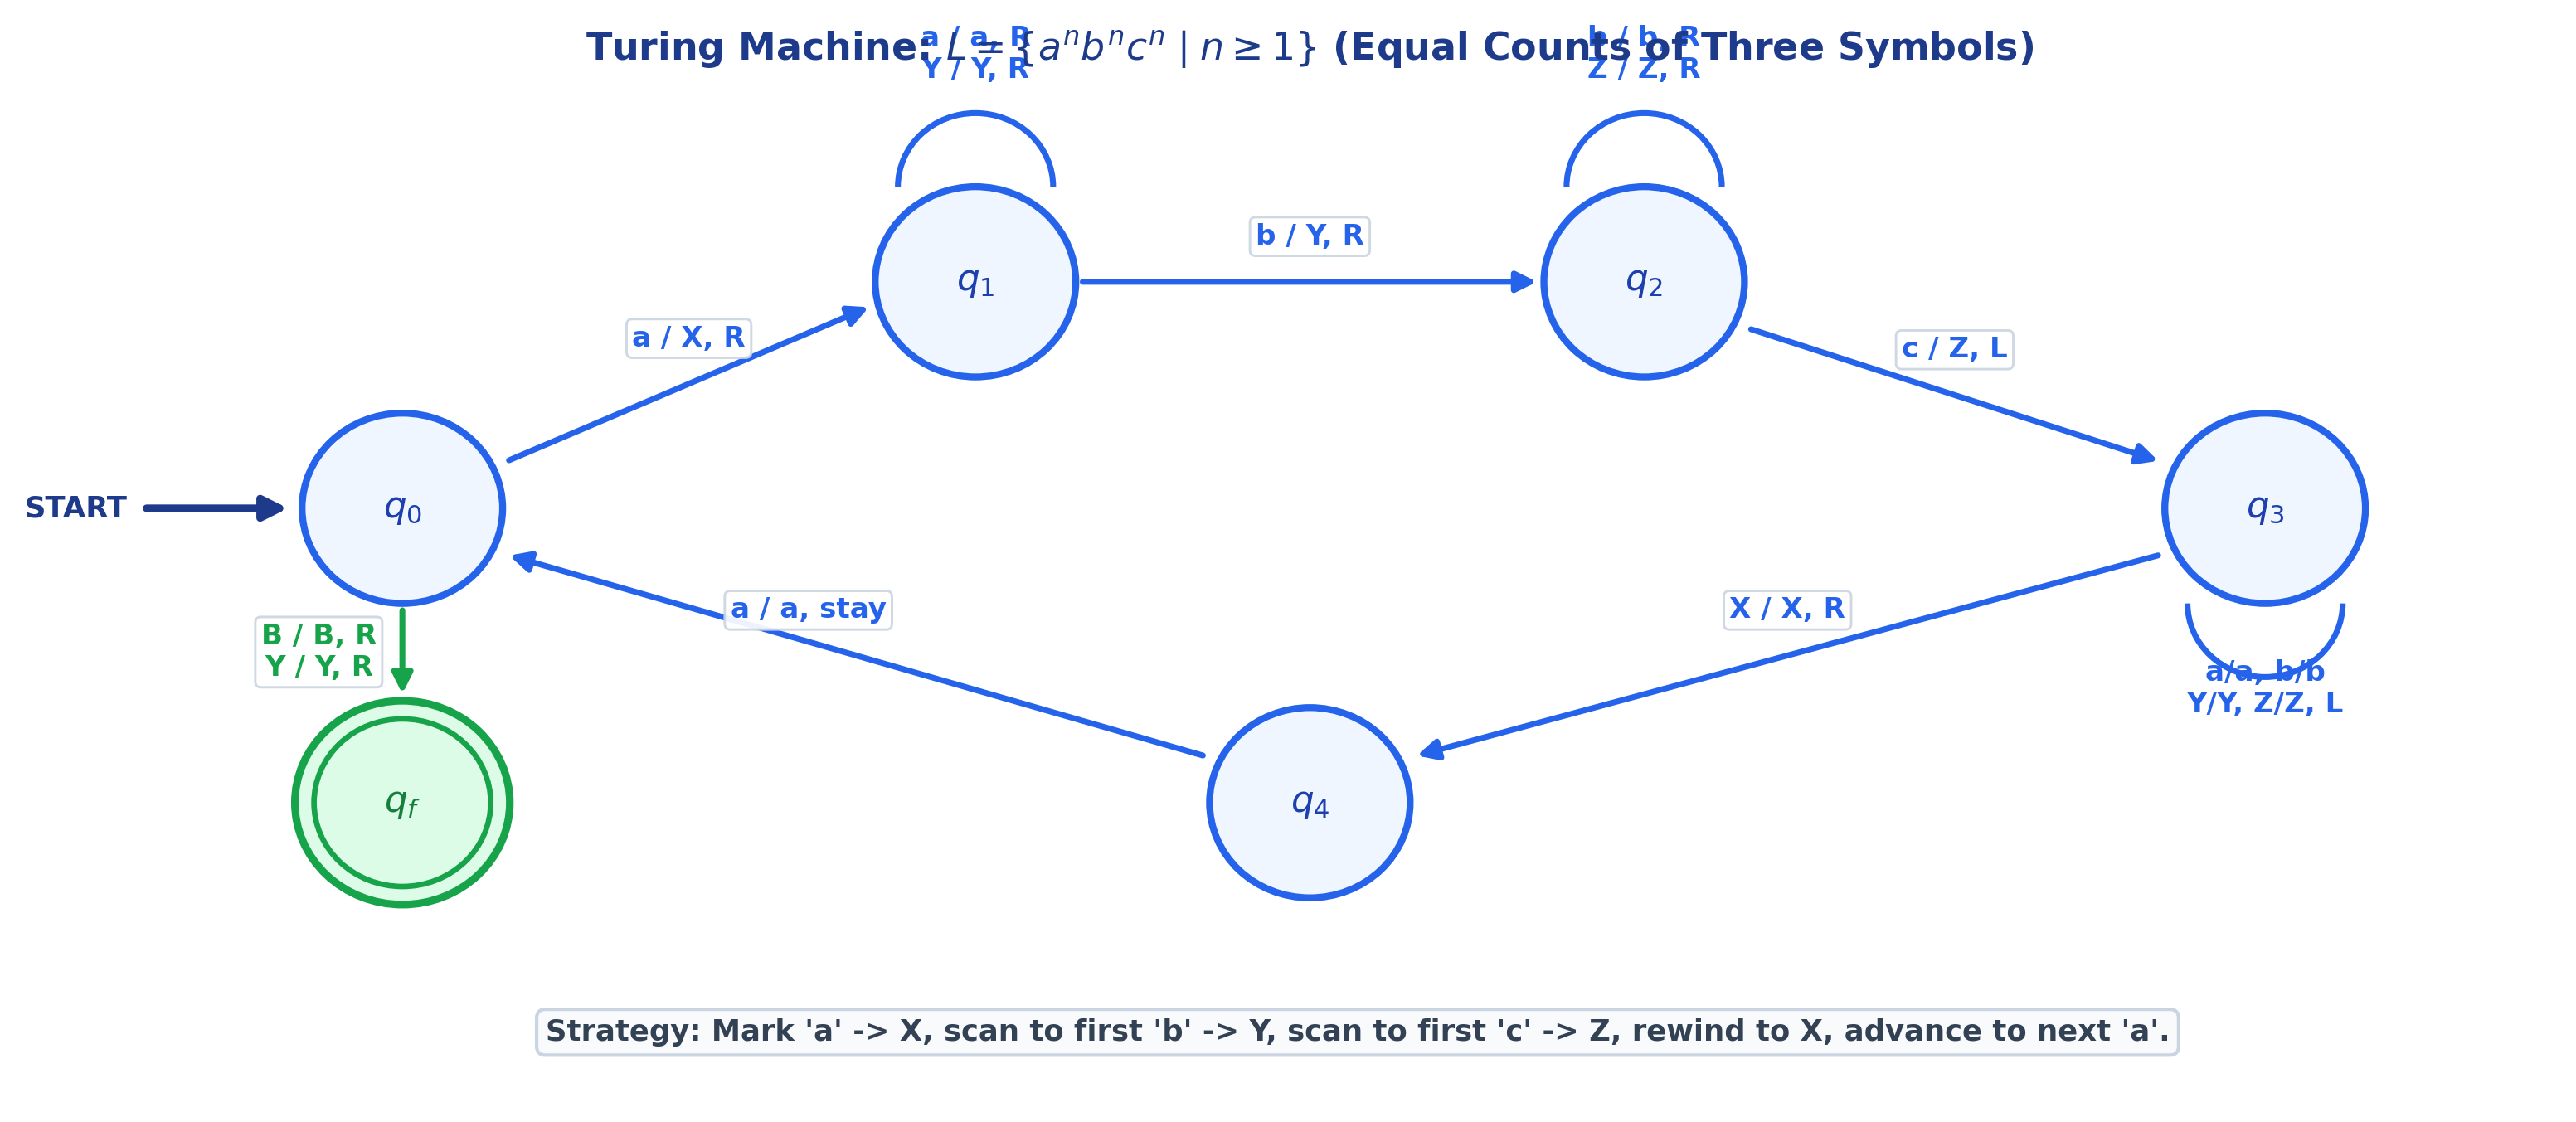 a / a, R
Y / Y, R
b / b, R
Z / Z, R
Turing Machine: L = {aⁿbⁿcⁿ | n ≥ 1} (Equal Counts of Three Symbols)
b / Y, R
q₁
q₂
a / X, R
c / Z, L
START
q₀
q₃
a / a, stay
X / X, R
B / B, R
Y / Y, R
a/a, b/b
Y/Y, Z/Z, L
q_f
q₄
Strategy: Mark 'a' -> X, scan to first 'b' -> Y, scan to first 'c' -> Z, rewind to X, advance to next 'a'.